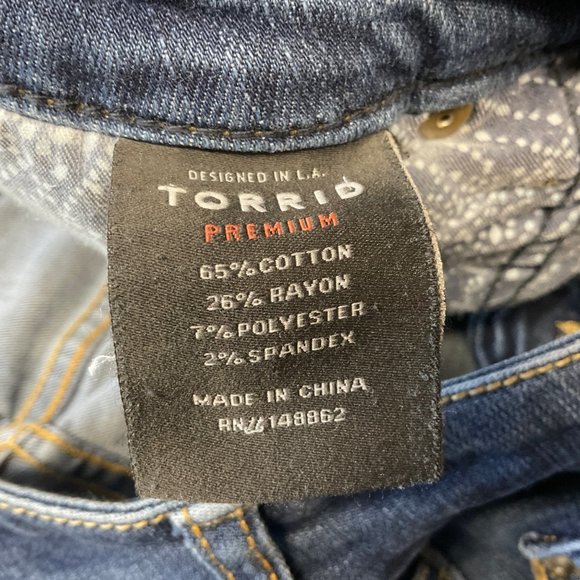 DESIGNED IN L.A.
TORRID
PREMIUM
65% COTTON
26% RAYON
7% POLYESTER
2% SPANDEX
MADE IN CHINA
RN# 148862